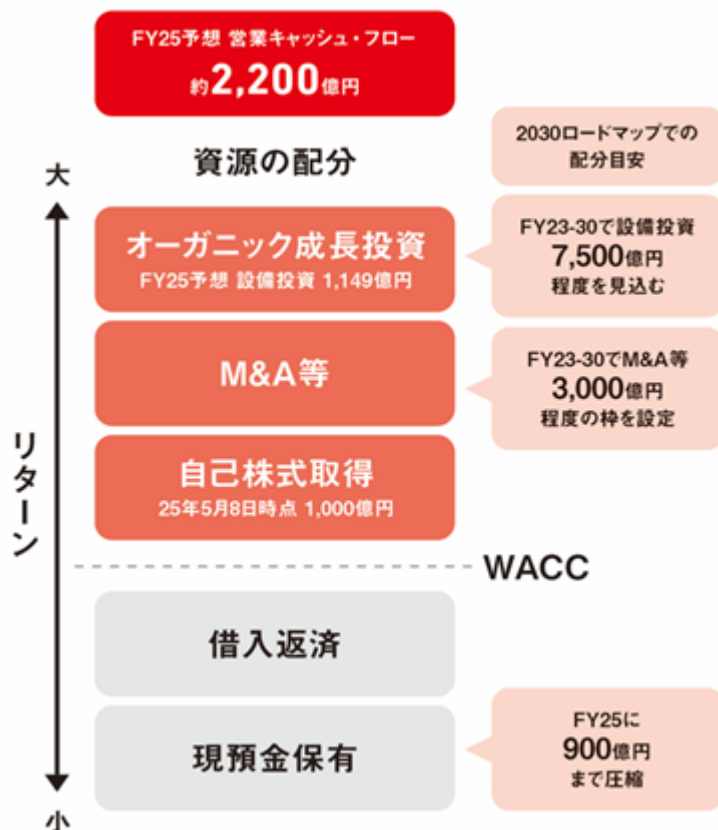 FY25予想 営業キャッシュ・フロー
約2,200億円
資源の配分
2030ロードマップでの
配分目安
大
リターン
小
オーガニック成長投資
FY25予想 設備投資 1,149億円
FY23-30で設備投資
7,500億円
程度を見込む
M&A等
FY23-30でM&A等
3,000億円
程度の枠を設定
自己株式取得
25年5月8日時点 1,000億円
WACC
借入返済
現預金保有
FY25に
900億円
まで圧縮